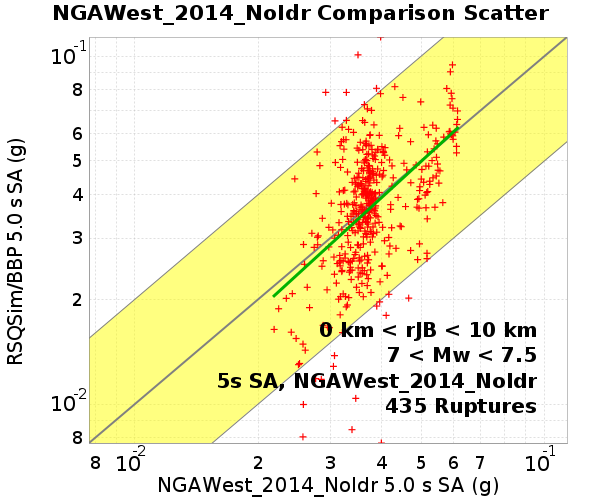 NGAWest_2014_NoIdr Comparison Scatter
RSQSim/BBP 5.0 s SA (g)
10-1
8
6
5
4
3
2
10-2
8
0 km < rJB < 10 km
7 < Mw < 7.5
5s SA, NGAWest_2014_NoIdr
435 Ruptures
8 10-2 2 3 4 5 6 7 10-1
NGAWest_2014_NoIdr 5.0 s SA (g)